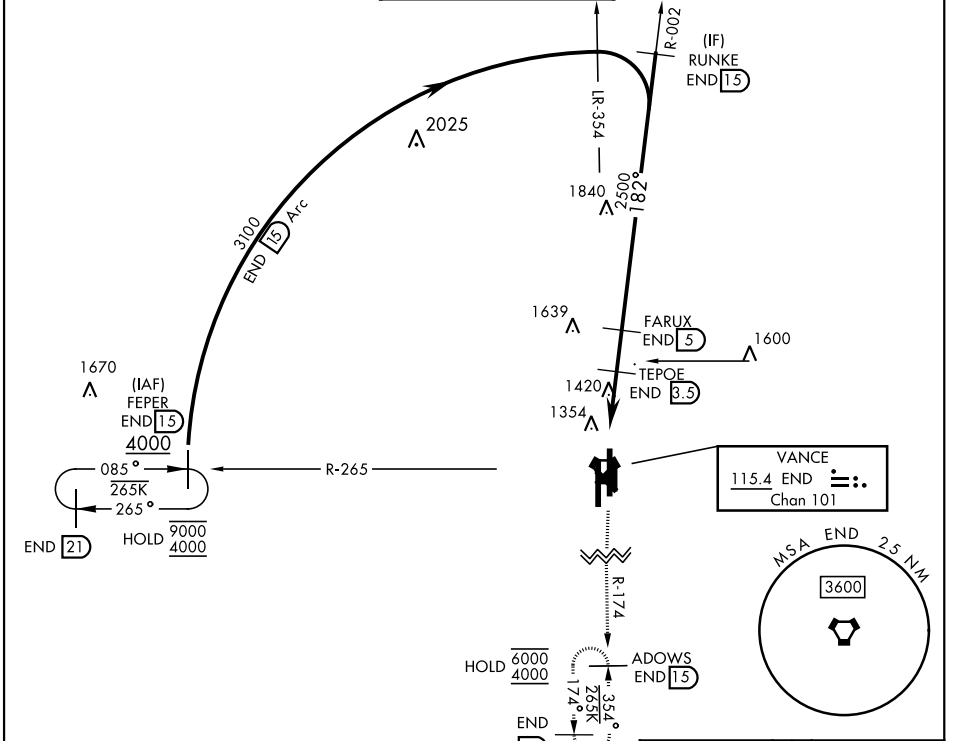 R-002
(IF)
RUNKE
END 15
LR-354
2025
1840
2500
182°
3100
END 15 Arc
1639
FARUX
END 5
1600
TEPOE
END 3.5
1420
1354
1670
(IAF)
FEPER
END 15
4000
085°
265K
265°
R-265
END 21
HOLD 9000
4000
VANCE
115.4 END
Chan 101
MSA END 25 NM
3600
R-174
HOLD 6000
4000
ADOWS
END 15
174°
265K
354°
END